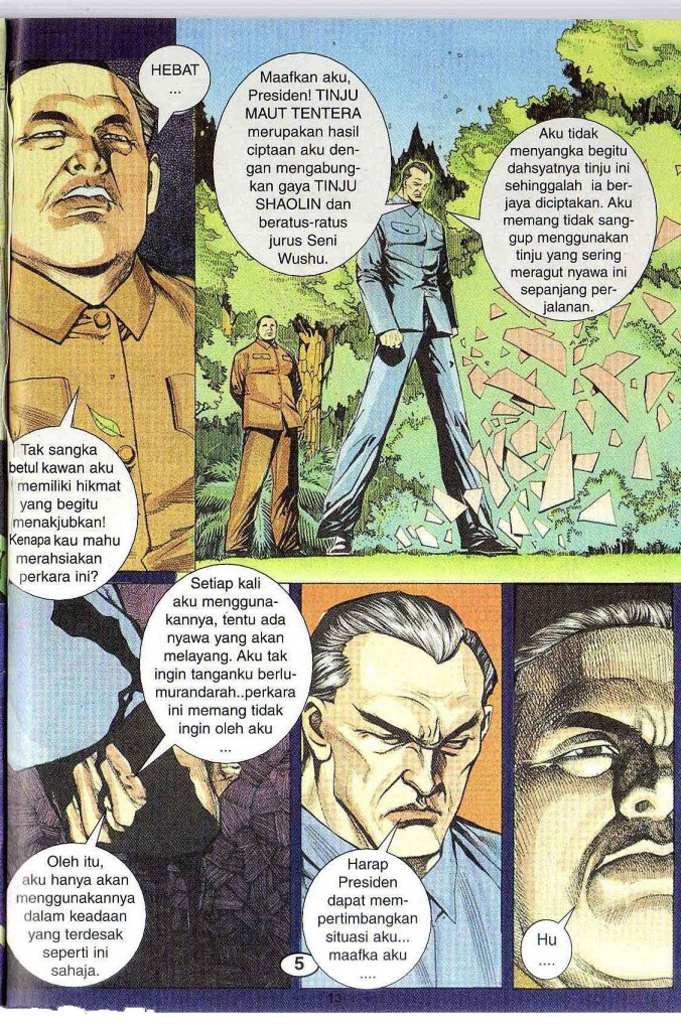 HEBAT
...
Tak sangka
betul kawan aku
memiliki hikmat
yang begitu
menakjubkan!
Kenapa kau mahu
merahsiakan
perkara ini?
Maafkan aku,
Presiden! TINJU
MAUT TENTERA
merupakan hasil
ciptaan aku den-
gan mengabung-
kan gaya TINJU
SHAOLIN dan
beratus-ratus
jurus Seni
Wushu.
Aku tidak
menyangka begitu
dahsyatnya tinju ini
sehinggalah ia ber-
jaya diciptakan. Aku
memang tidak sang-
gup menggunakan
tinju yang sering
meragut nyawa ini
sepanjang per-
jalanan.
Setiap kali
aku mengguna-
kannya, tentu ada
nyawa yang akan
melayang. Aku tak
ingin tanganku berlu-
murandarah..perkara
ini memang tidak
ingin oleh aku
...
Oleh itu,
aku hanya akan
menggunakannya
dalam keadaan
yang terdesak
seperti ini
sahaja.
Harap
Presiden
dapat mem-
pertimbangkan
situasi aku...
maafka aku
....
Hu
....
5
13